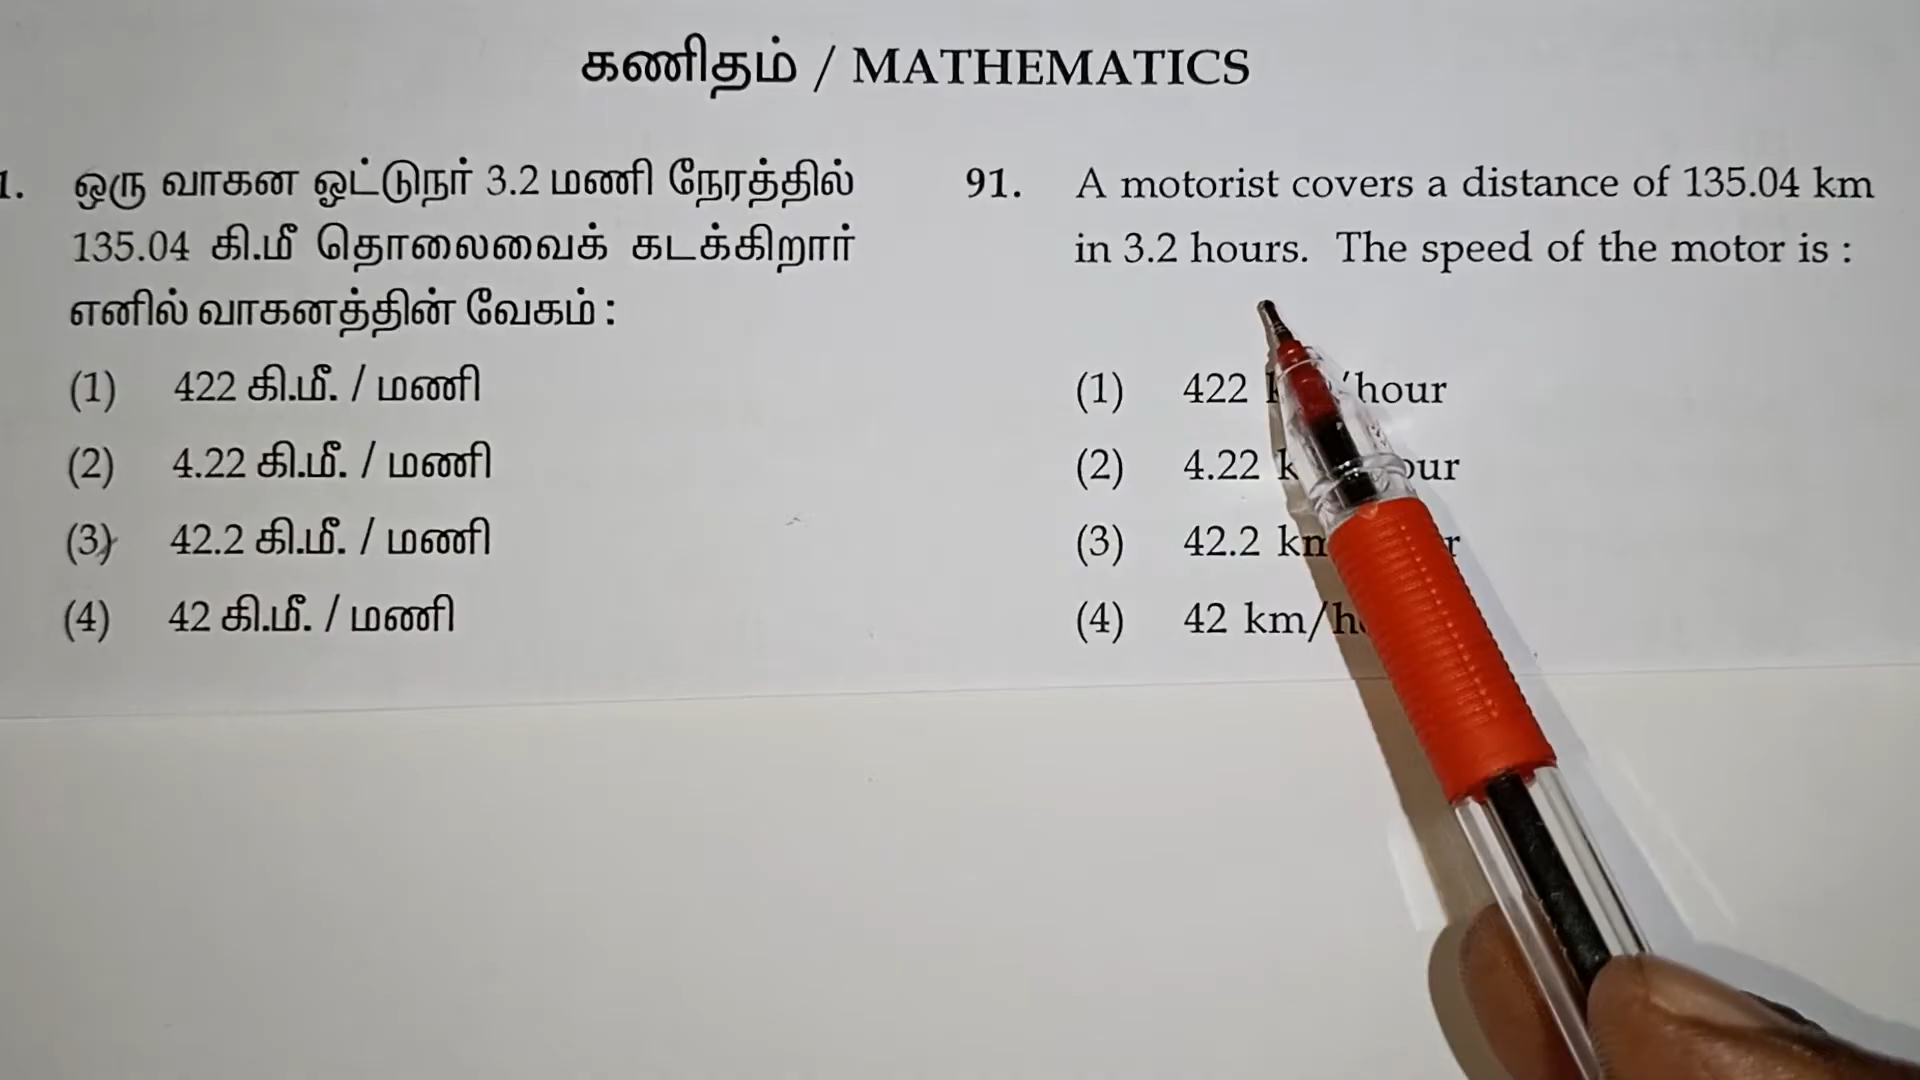 கணிதம் / MATHEMATICS
1. ஒரு வாகன ஓட்டுநர் 3.2 மணி நேரத்தில்
135.04 கி.மீ தொலைவைக் கடக்கிறார்
எனில் வாகனத்தின் வேகம் :
(1) 422 கி.மீ. / மணி
(2) 4.22 கி.மீ. / மணி
(3) 42.2 கி.மீ. / மணி
(4) 42 கி.மீ. / மணி
91. A motorist covers a distance of 135.04 km
in 3.2 hours. The speed of the motor is :
(1) 422 /hour
(2) 4.22
(3) 42.2
(4) 42